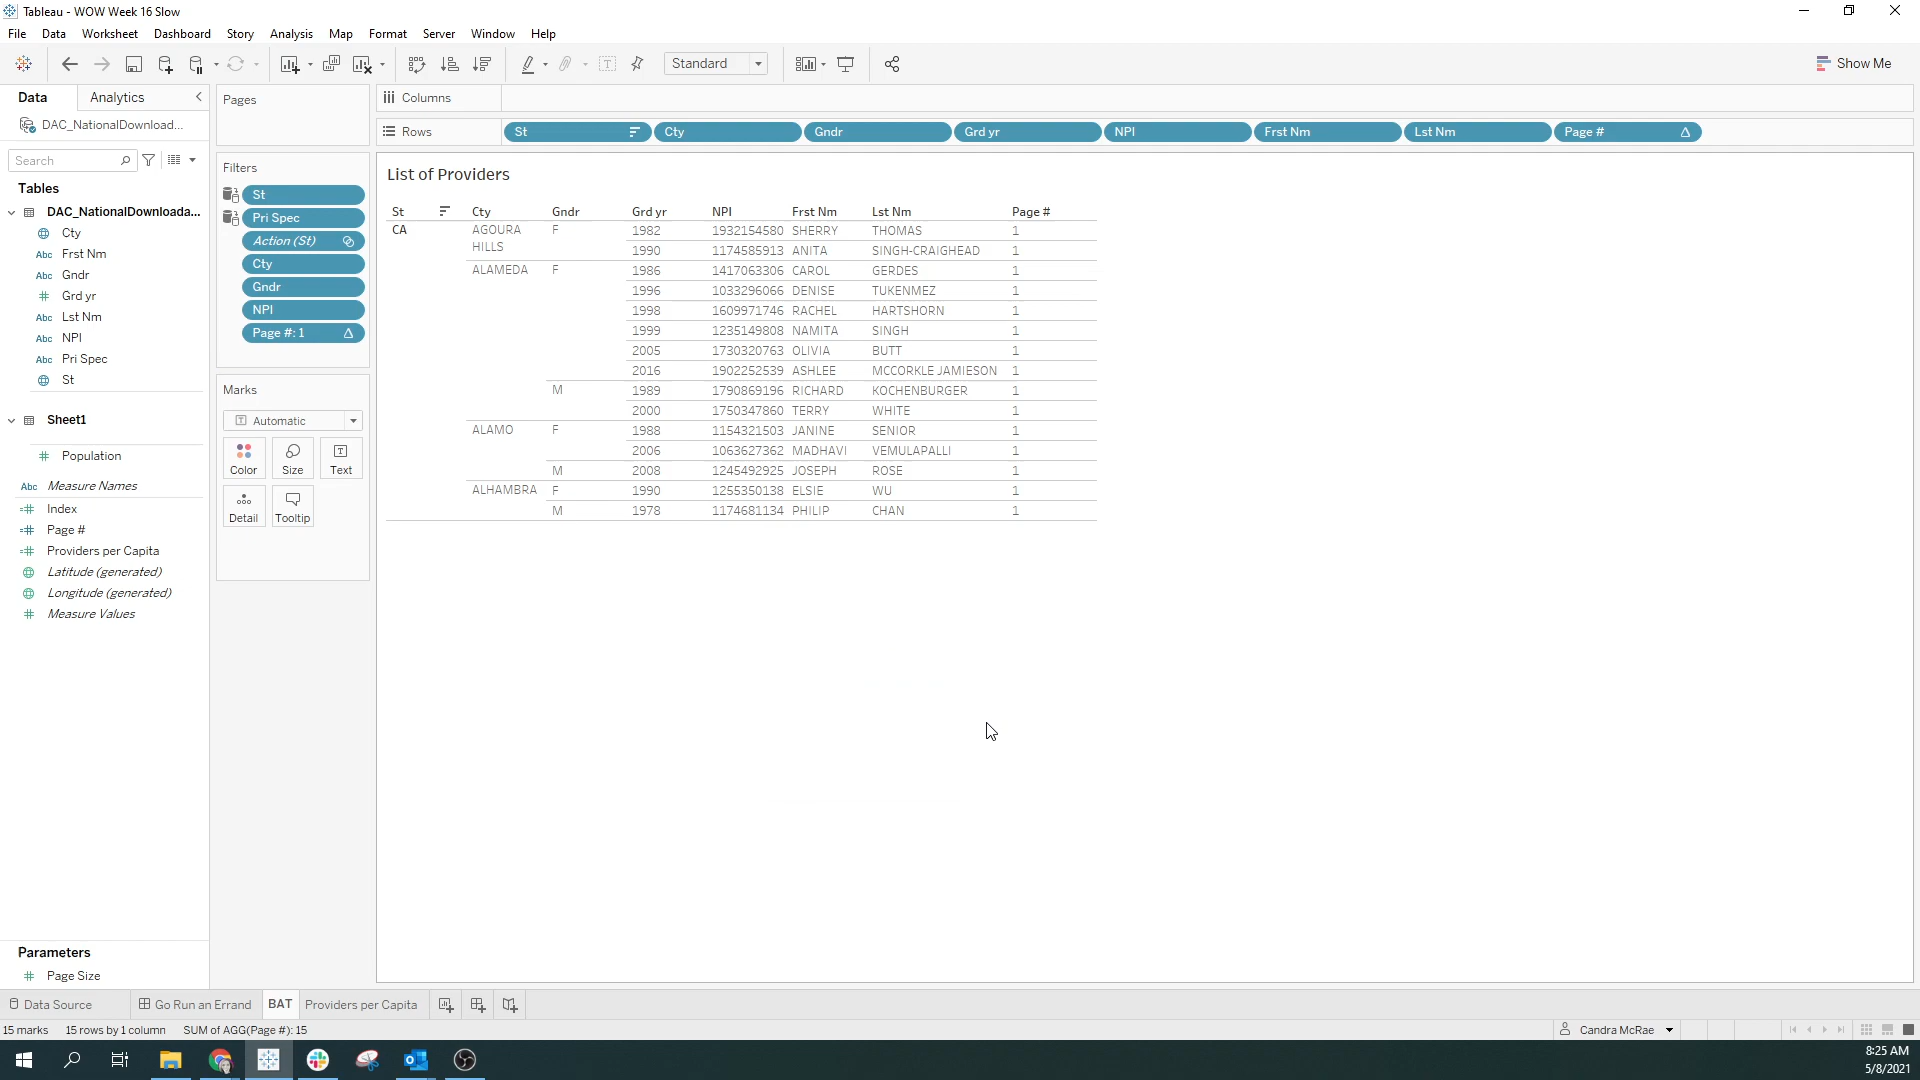 Tableau - WOW Week 16 Slow
File Data Worksheet Dashboard Story Analysis Map Format Server Window Help
Standard
Show Me
Data Analytics
DAC_NationalDownload...
Search
Tables
DAC_NationalDownloada...
Cty
Abc Frst Nm
Abc Gndr
Grd yr
Abc Lst Nm
Abc NPI
Abc Pri Spec
St
Sheet1
Population
Abc Measure Names
Index
Page #
Providers per Capita
Latitude (generated)
Longitude (generated)
Measure Values
Parameters
Page Size
Pages
Filters
St
Pri Spec
Action (St)
Cty
Gndr
NPI
Page #: 1
Marks
Automatic
Color Size Text
Detail Tooltip
Columns
Rows St Cty Gndr Grd yr NPI Frst Nm Lst Nm Page #
List of Providers
St Cty Gndr Grd yr NPI Frst Nm Lst Nm Page #
CA AGOURA HILLS F 1982 1932154580 SHERRY THOMAS 1
1990 1174585913 ANITA SINGH-CRAIGHEAD 1
ALAMEDA F 1986 1417063306 CAROL GERDES 1
1996 1033296066 DENISE TUKENMEZ 1
1998 1609971746 RACHEL HARTSHORN 1
1999 1235149808 NAMITA SINGH 1
2005 1730320763 OLIVIA BUTT 1
2016 1902252539 ASHLEE MCCORKLE JAMIESON 1
M 1989 1790869196 RICHARD KOCHENBURGER 1
2000 1750347860 TERRY WHITE 1
ALAMO F 1988 1154321503 JANINE SENIOR 1
2006 1063627362 MADHAVI VEMULAPALLI 1
M 2008 1245492925 JOSEPH ROSE 1
ALHAMBRA F 1990 1255350138 ELSIE WU 1
M 1978 1174681134 PHILIP CHAN 1
Data Source Go Run an Errand BAT Providers per Capita
15 marks 15 rows by 1 column SUM of AGG(Page #): 15
Candra McRae
8:25 AM
5/8/2021